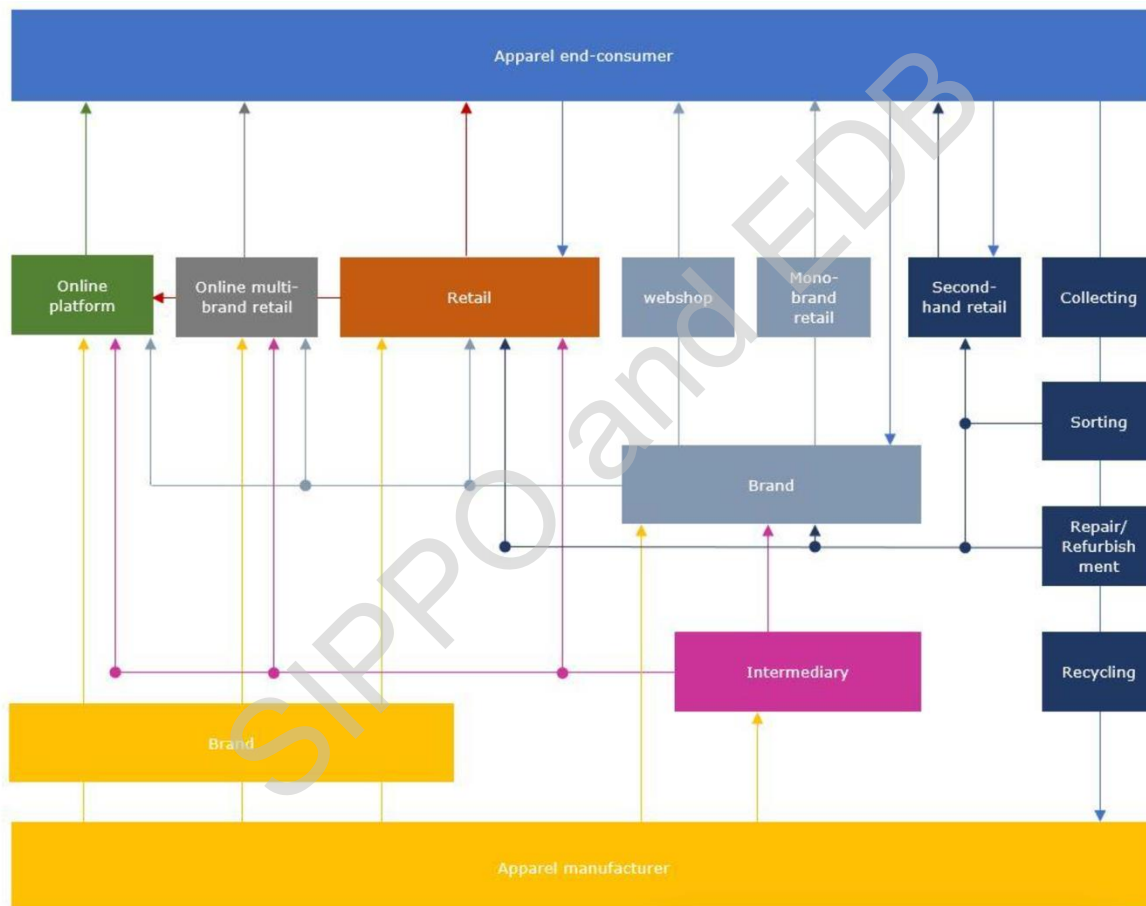 Apparel end-consumer
Online
platform
Online multi-
brand retail
Retail
webshop
Mono-
brand
retail
Second-
hand retail
Collecting
Sorting
Brand
Repair/
Refurbish
ment
Intermediary
Recycling
Brand
Apparel manufacturer
SIPPO and EDB